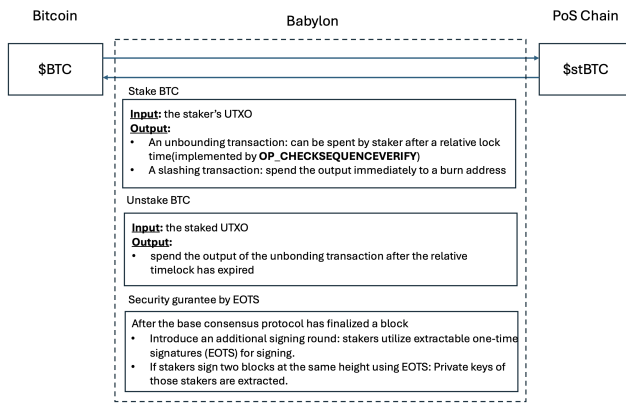 Bitcoin
Babylon
PoS Chain
$BTC
$stBTC
Stake BTC
Input: the staker's UTXO
Output:
• An unbounding transaction: can be spent by staker after a relative lock
time(implemented by OP_CHECKSEQUENCEVERIFY)
• A slashing transaction: spend the output immediately to a burn address
Unstake BTC
Input: the staked UTXO
Output:
• spend the output of the unbonding transaction after the relative
timelock has expired
Security gurantee by EOTS
After the base consensus protocol has finalized a block
• Introduce an additional signing round: stakers utilize extractable one-time
signatures (EOTS) for signing.
• If stakers sign two blocks at the same height using EOTS: Private keys of
those stakers are extracted.